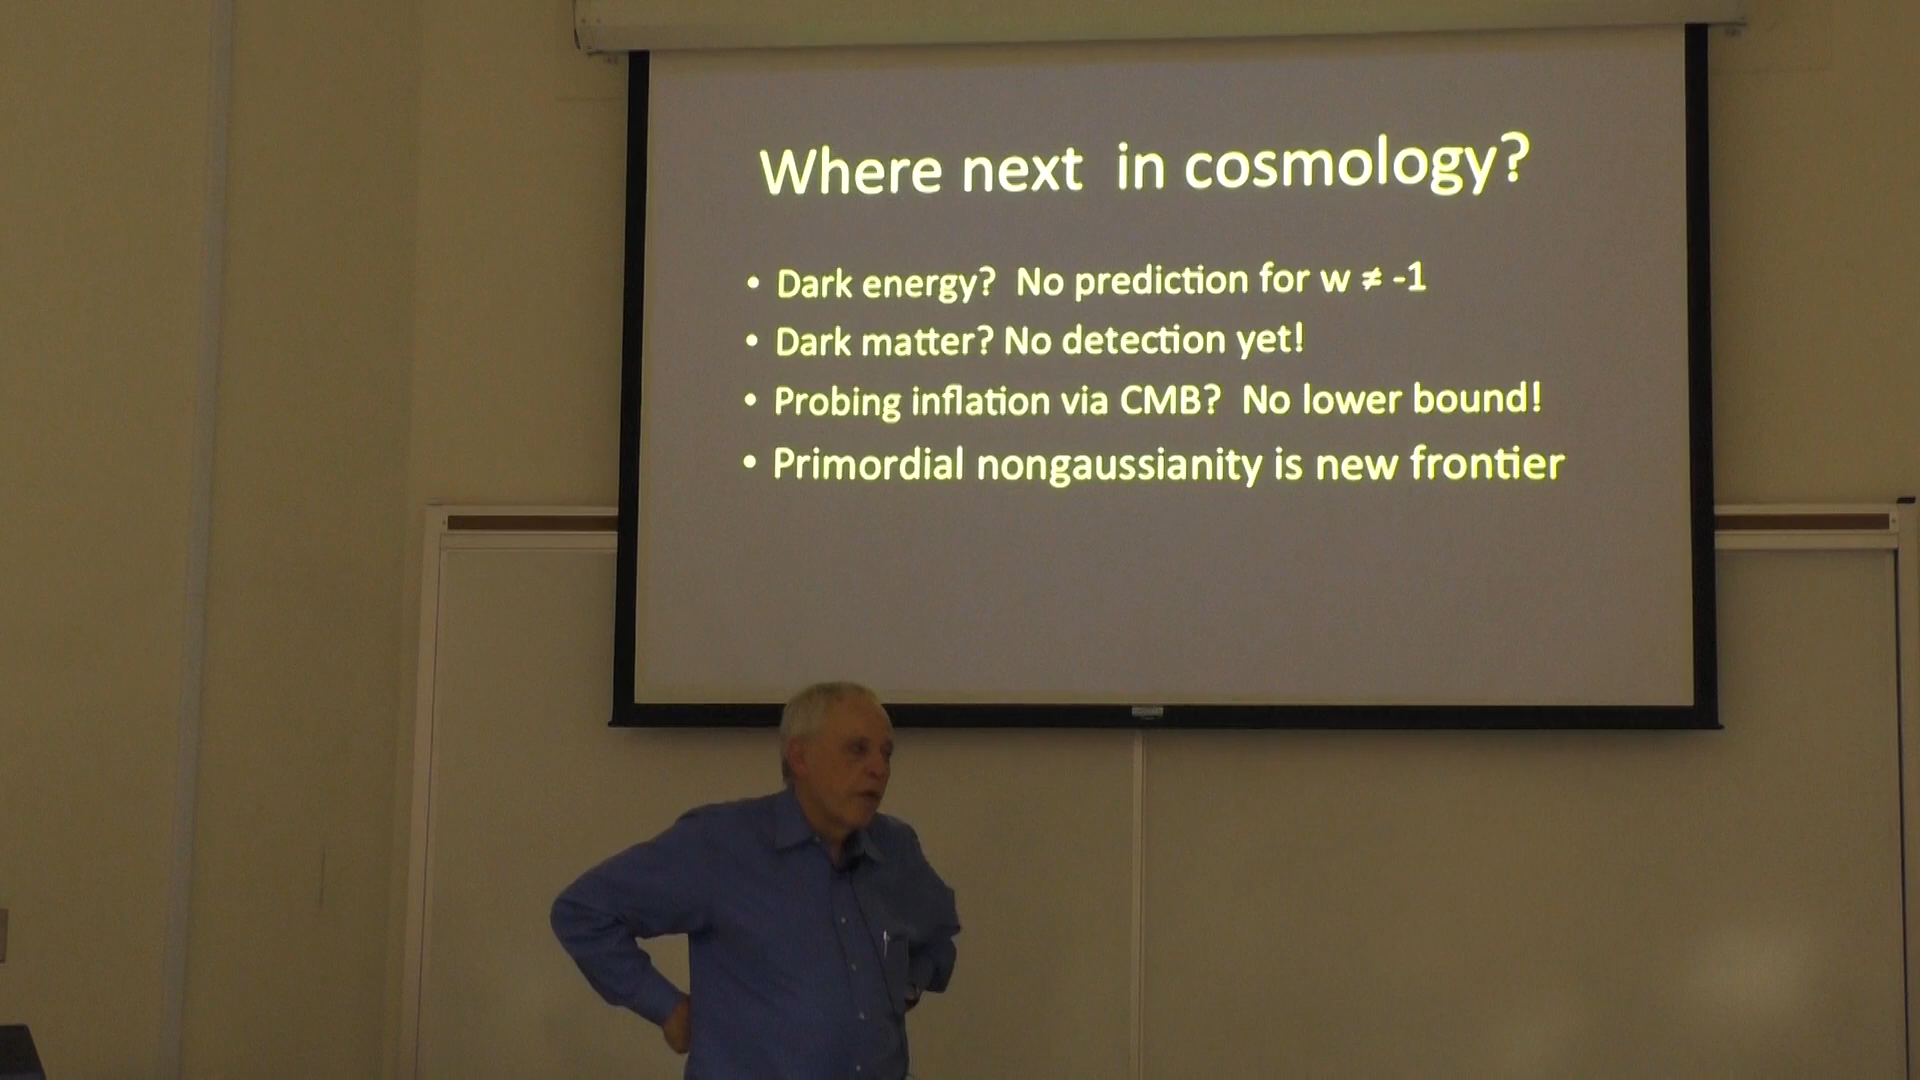 Where next in cosmology?
• Dark energy? No prediction for w ≠ -1
• Dark matter? No detection yet!
• Probing inflation via CMB? No lower bound!
• Primordial nongaussianity is new frontier